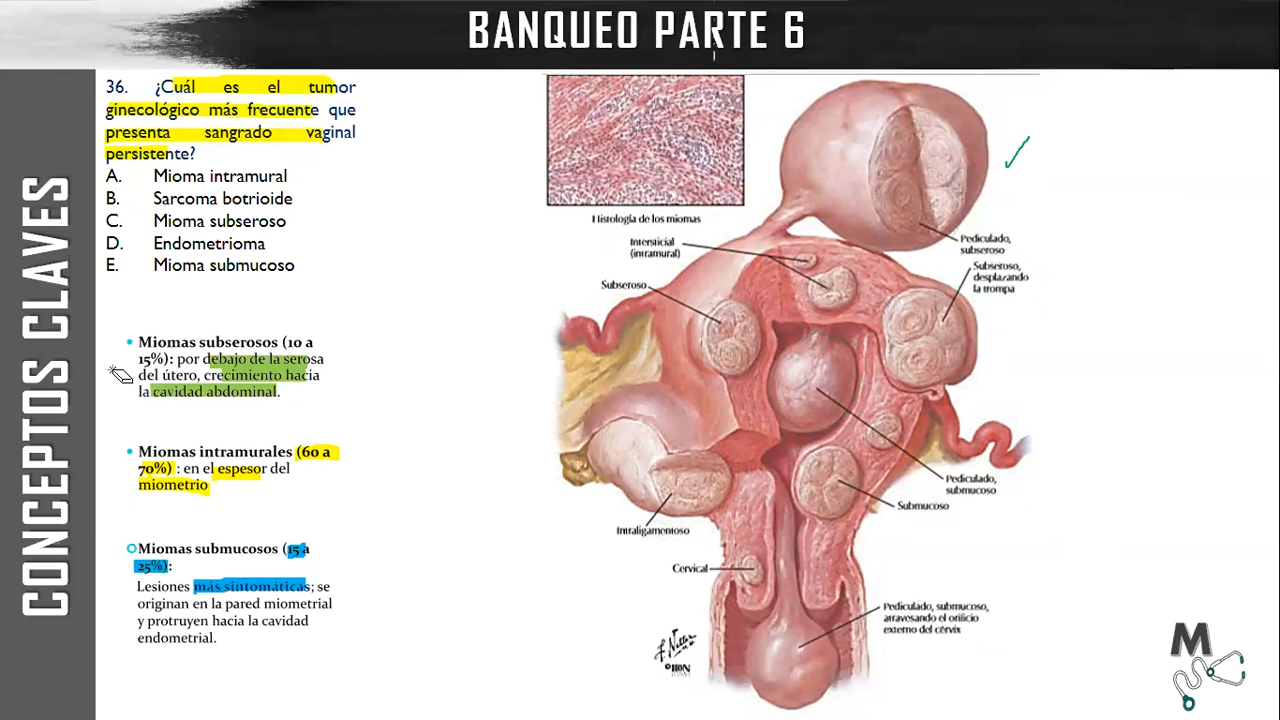 BANQUEO PARTE 6
CONCEPTOS CLAVES
36. ¿Cuál es el tumor
ginecológico más frecuente que
presenta sangrado vaginal
persistente?
A. Mioma intramural
B. Sarcoma botrioide
C. Mioma subseroso
D. Endometrioma
E. Mioma submucoso
Miomas subserosos (10 a
15%): por debajo de la serosa
del útero, crecimiento hacia
la cavidad abdominal.
Miomas intramurales (60 a
70%) : en el espesor del
miometrio
Miomas submucosos (15 a
25%):
Lesiones más sintomáticas; se
originan en la pared miometrial
y protruyen hacia la cavidad
endometrial.
Histología de los miomas
Intersticial
(intramural)
Subseroso
Pediculado,
subseroso
Subseroso,
desplazando
la trompa
Pediculado,
submucoso
Submucoso
Intraligamentoso
Cervical
Pediculado, submucoso,
atravesando el orificio
externo del cérvix
F. Netter
M